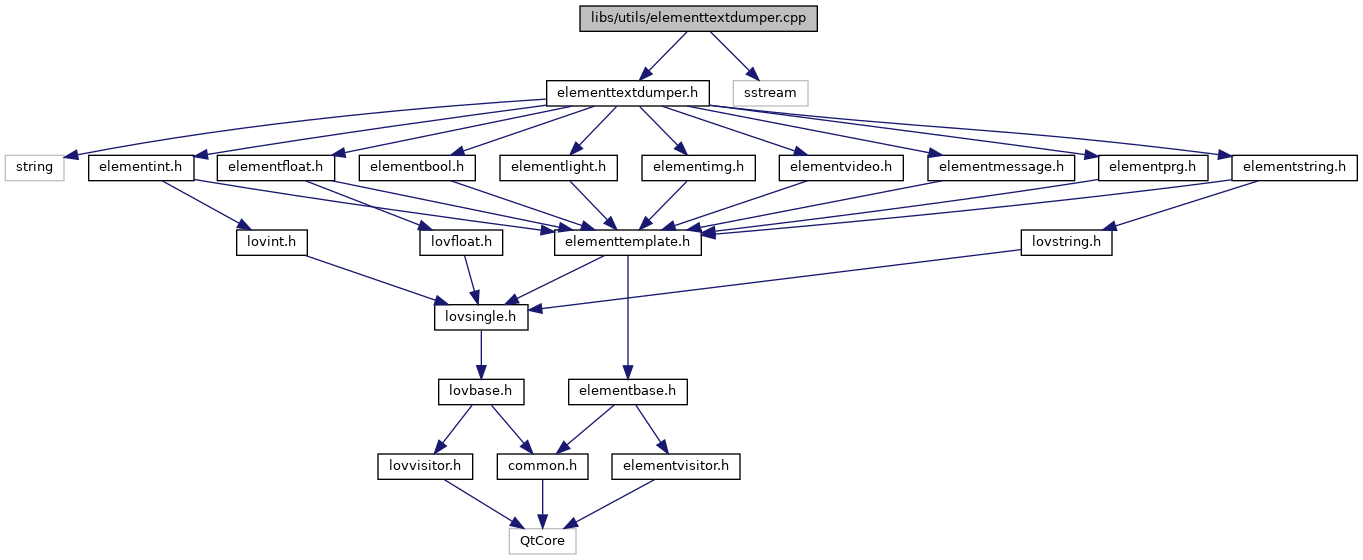 libs/utils/elementtextdumper.cpp
elementtextdumper.h
sstream
string
elementint.h
elementfloat.h
elementbool.h
elementlight.h
elementimg.h
elementvideo.h
elementmessage.h
elementprg.h
elementstring.h
lovint.h
lovfloat.h
elementtemplate.h
lovstring.h
lovsingle.h
lovbase.h
elementbase.h
lovvisitor.h
common.h
elementvisitor.h
QtCore